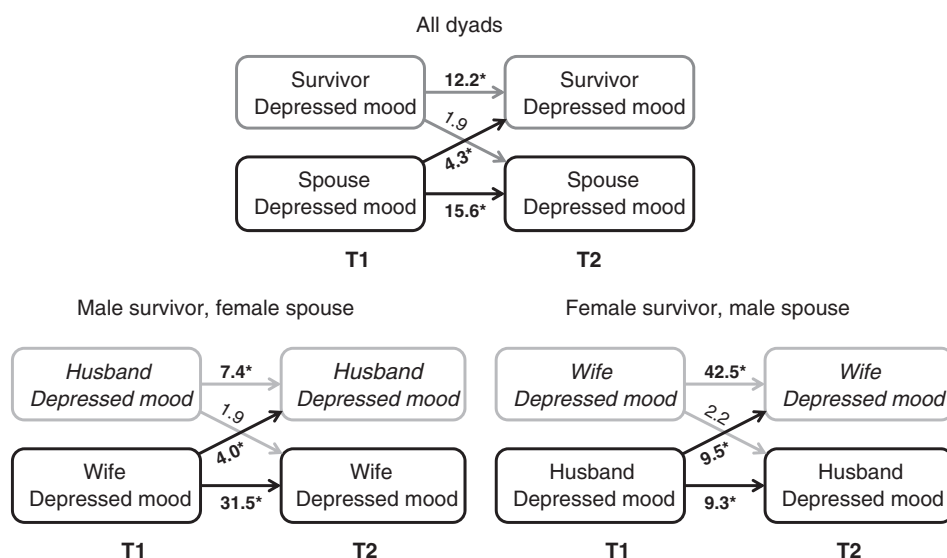 All dyads
Survivor
Depressed mood
12.2*
Survivor
Depressed mood
1.9
4.3*
Spouse
Depressed mood
15.6*
Spouse
Depressed mood
T1
T2
Male survivor, female spouse
Husband
Depressed mood
7.4*
Husband
Depressed mood
1.9
4.0*
Wife
Depressed mood
31.5*
Wife
Depressed mood
T1
T2
Female survivor, male spouse
Wife
Depressed mood
42.5*
Wife
Depressed mood
2.2
9.5*
Husband
Depressed mood
9.3*
Husband
Depressed mood
T1
T2